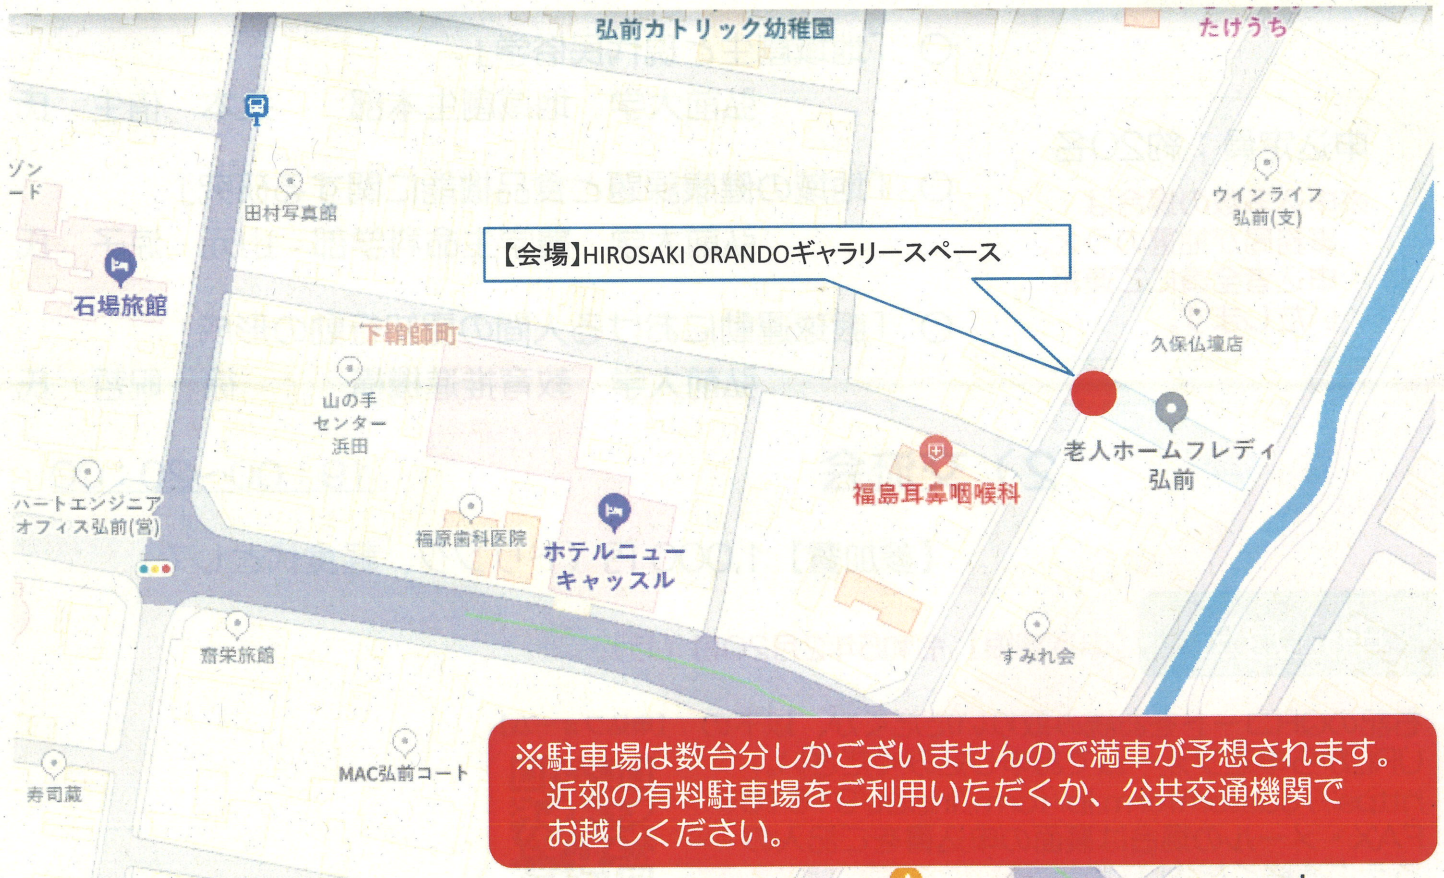 弘前カトリック幼稚園
たけうち
ゾン
ード
田村写真館
ウインライフ
弘前(支)
【会場】HIROSAKI ORANDOギャラリースペース
石場旅館
下鞘師町
久保仏壇店
山の手
センター
浜田
老人ホームフレディ
弘前
福島耳鼻咽喉科
ハートエンジニア
オフィス弘前(営)
福原歯科医院
ホテルニュー
キャッスル
齋栄旅館
すみれ会
MAC弘前コート
寿司蔵
※駐車場は数台分しかございませんので満車が予想されます。
近郊の有料駐車場をご利用いただくか、公共交通機関で
お越しください。